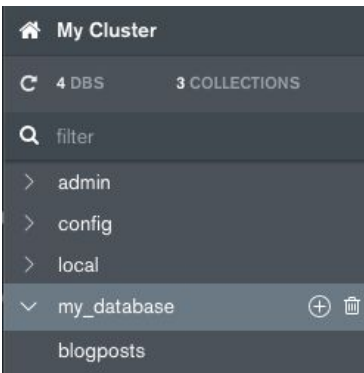 My Cluster
4 DBS 3 COLLECTIONS
filter
admin
config
local
my_database
blogposts